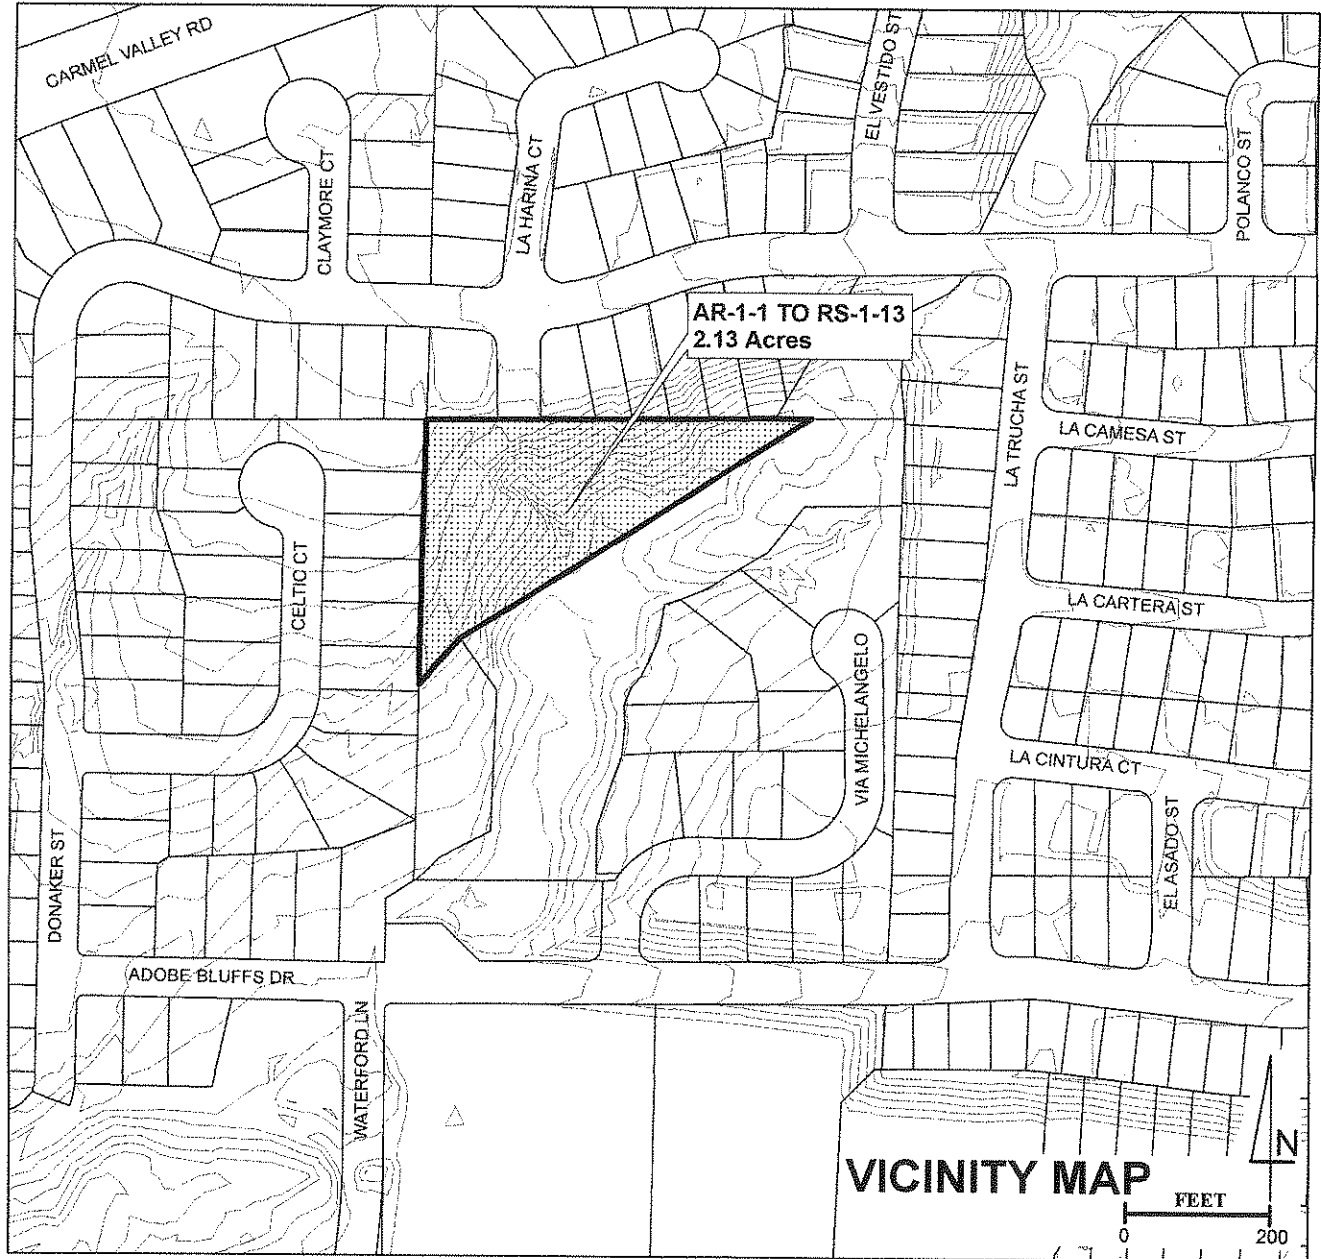 CARMEL VALLEY RD
CLAYMORE CT
LA HARINA CT
EL VESTIDO ST
POLANCO ST
AR-1-1 TO RS-1-13
2.13 Acres
LA TRUCHA ST
LA CAMESA ST
CELTIC CT
LA CARTERA ST
VIA MICHELANGELO
LA CINTURA CT
DONAKER ST
EL ASADO ST
ADOBE BLUFFS DR
WATERFORD LN
N
VICINITY MAP
FEET
0 200